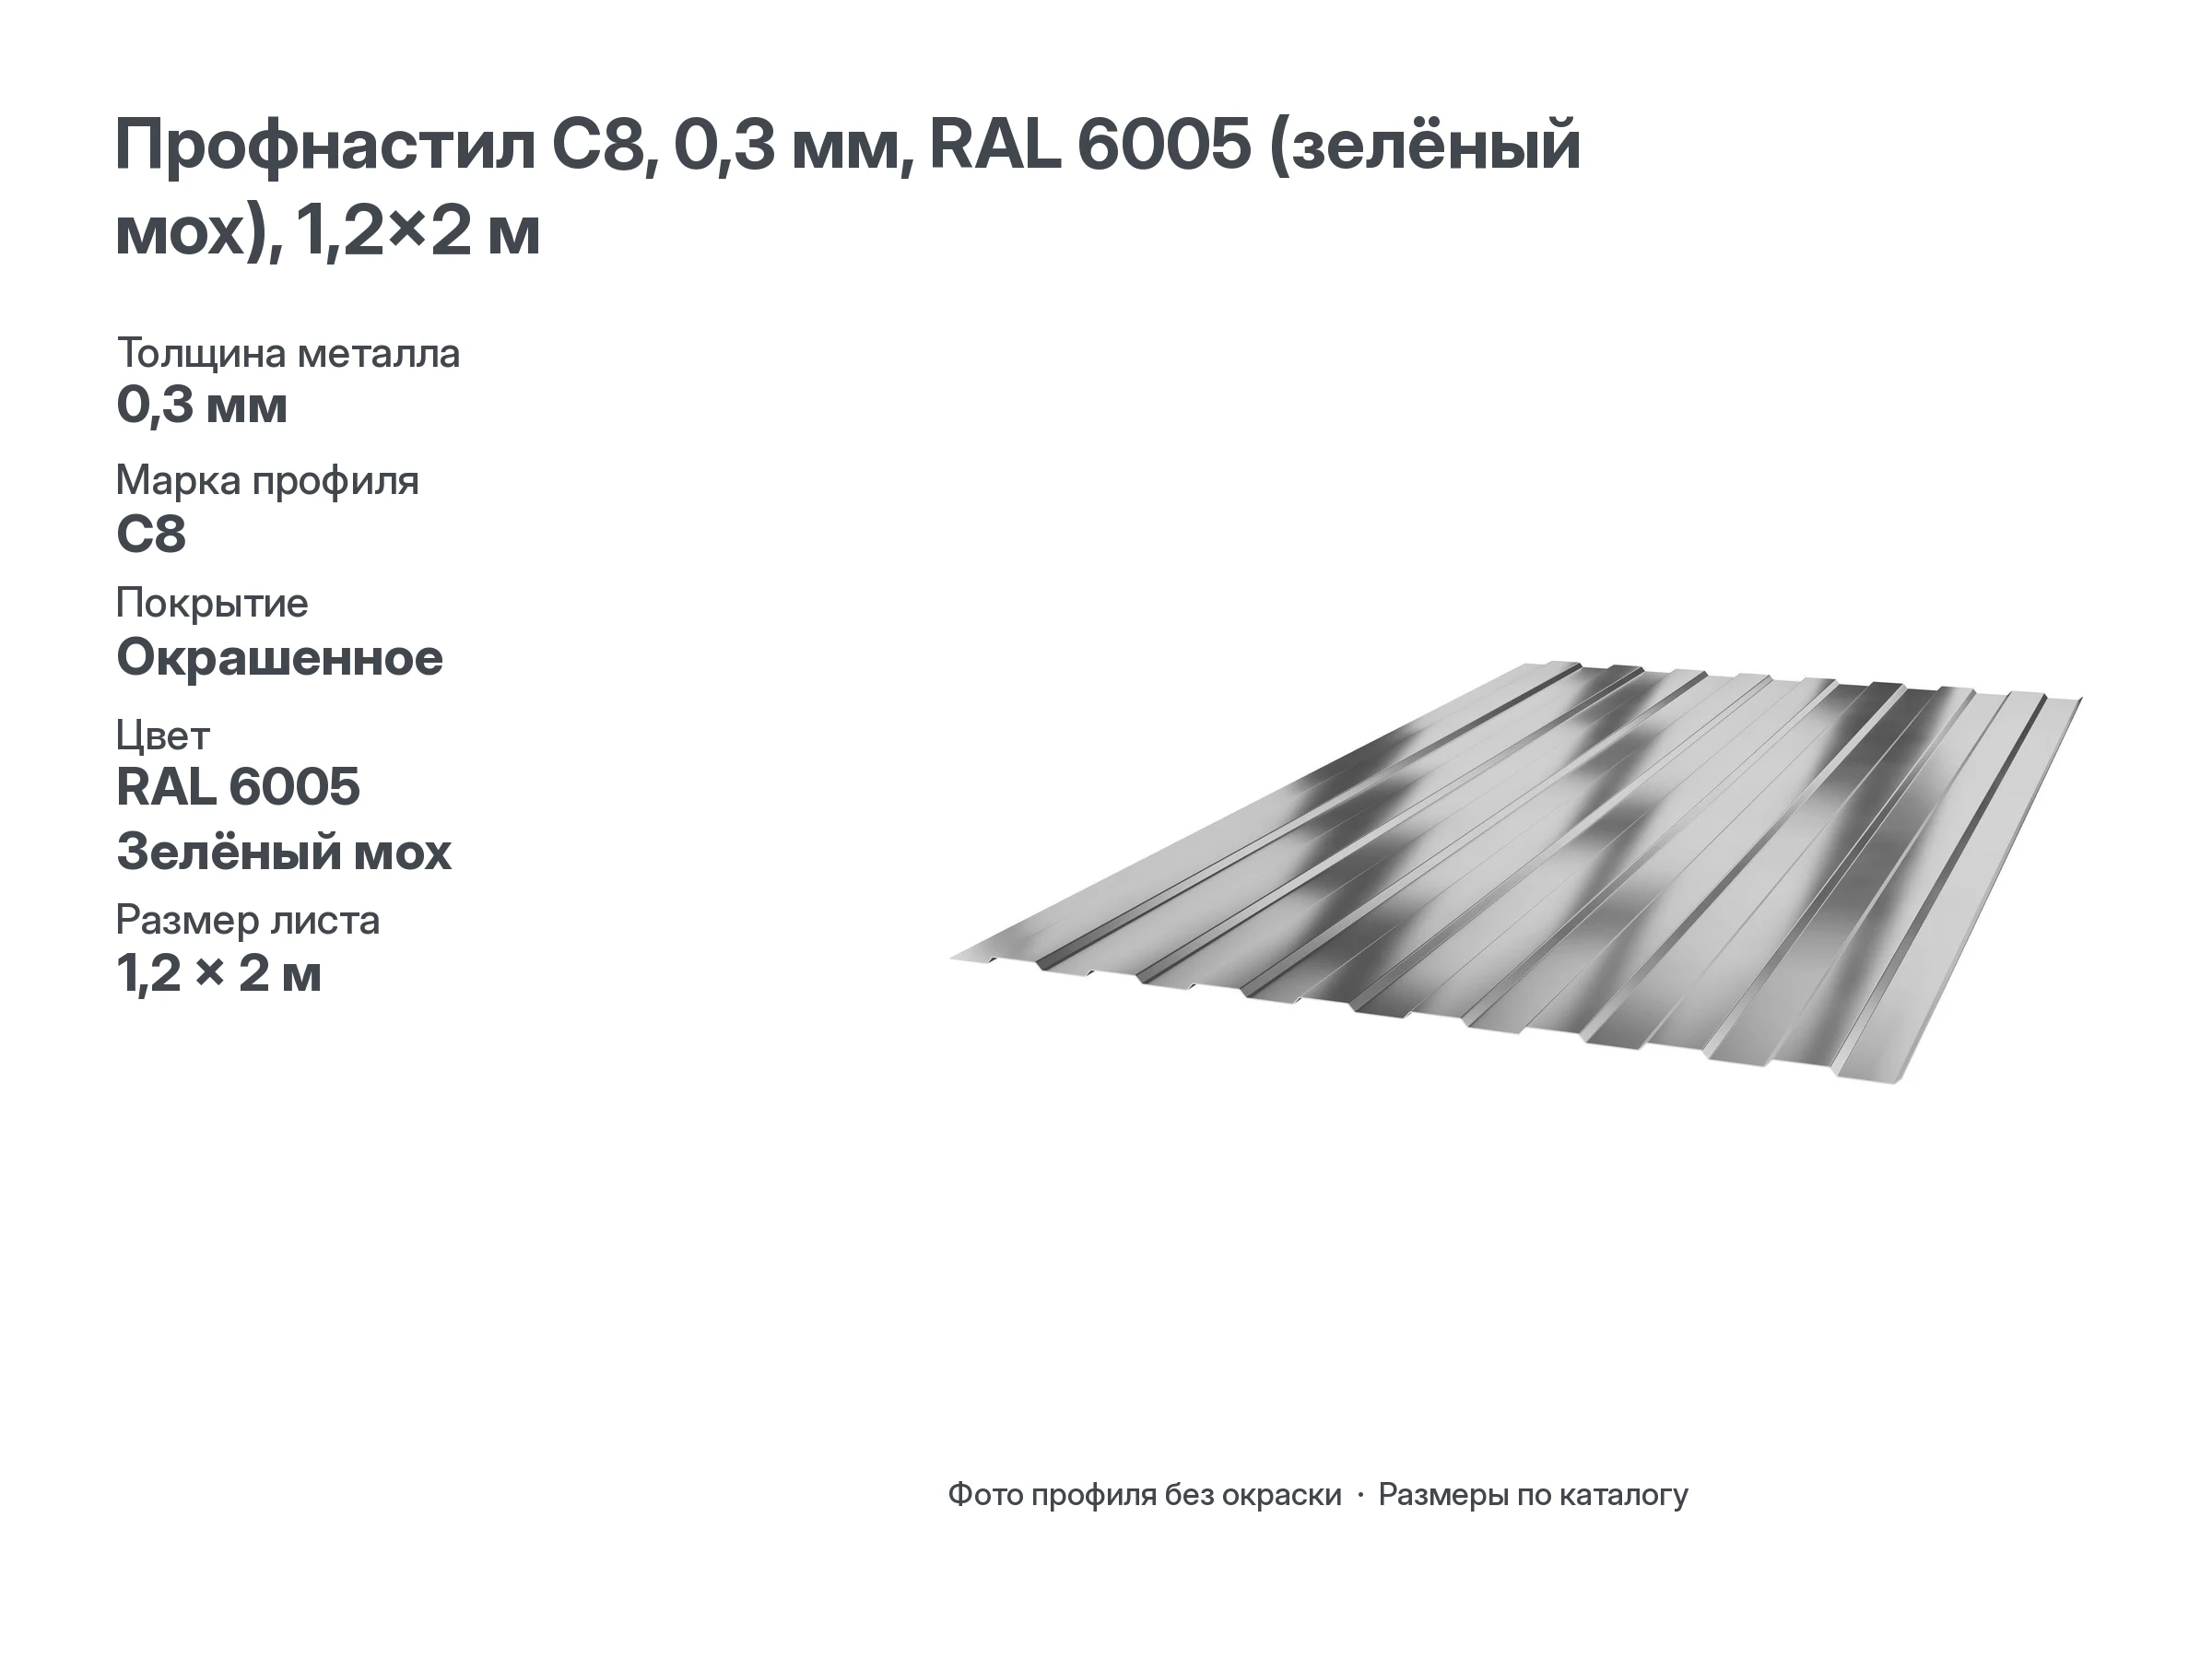 Профнастил С8, 0,3 мм, RAL 6005 (зелёный
мох), 1,2×2 м
Толщина металла
0,3 мм
Марка профиля
С8
Покрытие
Окрашенное
Цвет
RAL 6005
Зелёный мох
Размер листа
1,2 × 2 м
Фото профиля без окраски · Размеры по каталогу